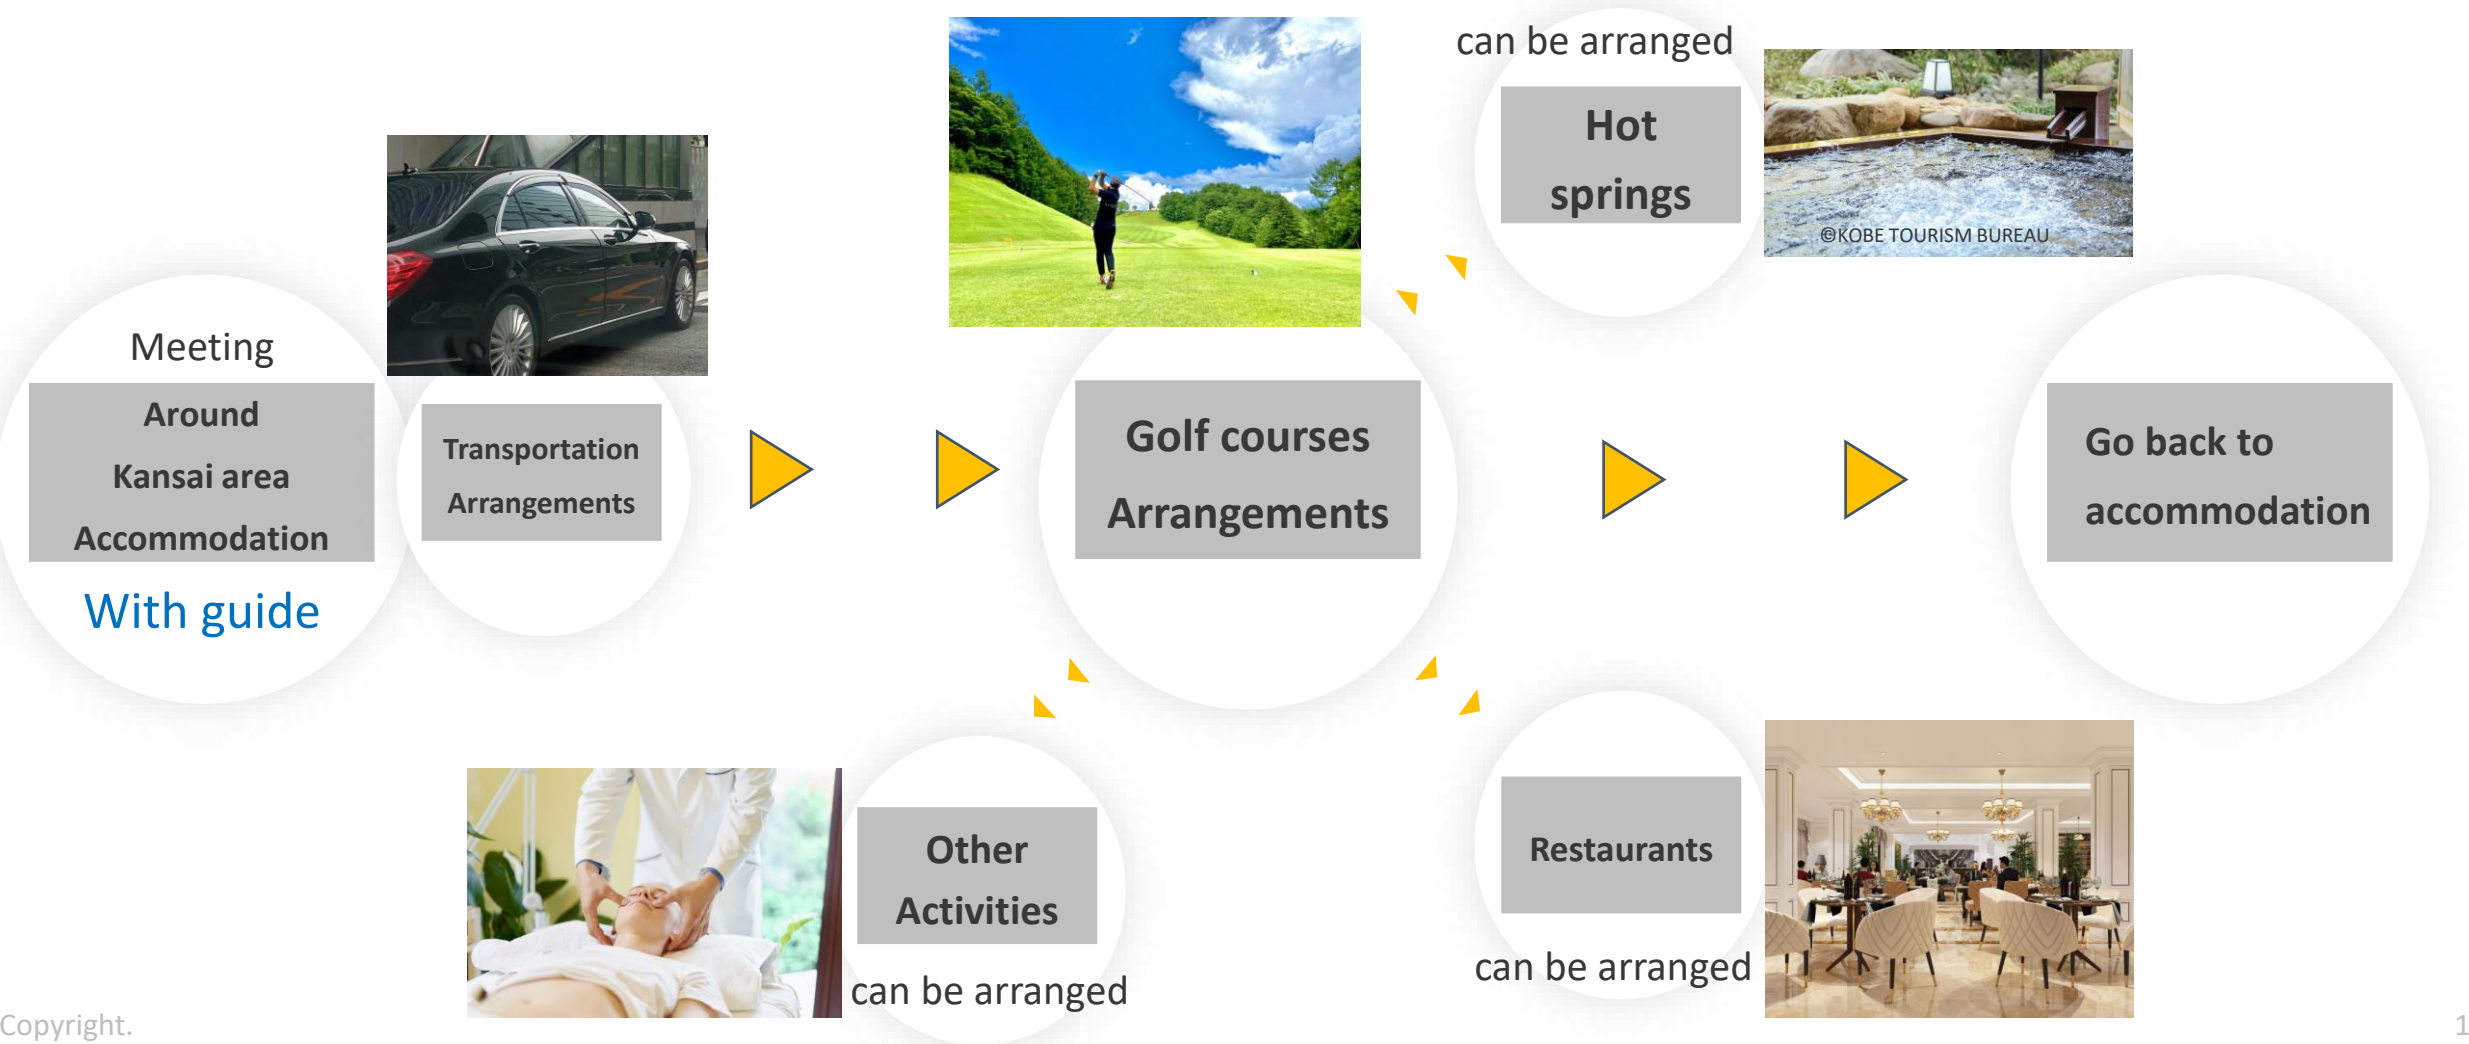 Meeting
Around
Kansai area
Accommodation
With guide
Transportation
Arrangements
Golf courses
Arrangements
can be arranged
Hot
springs
©KOBE TOURISM BUREAU
Go back to
accommodation
Other
Activities
can be arranged
Restaurants
can be arranged
Copyright.
1